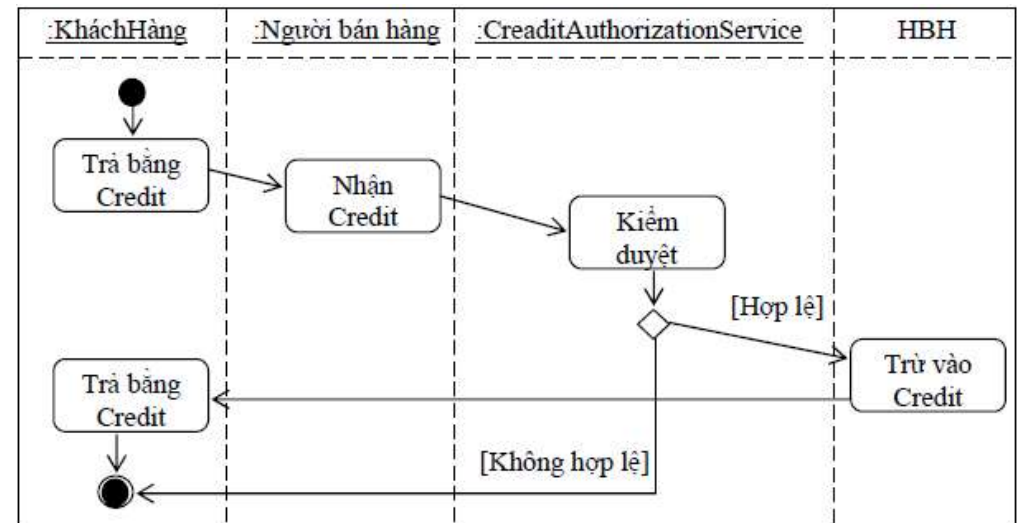 :KháchHàng
:Người bán hàng
:CreaditAuthorizationService
HBH
Trả bằng
Credit
Nhận
Credit
Kiểm
duyệt
[Hợp lệ]
Trừ vào
Credit
Trả bằng
Credit
[Không hợp lệ]